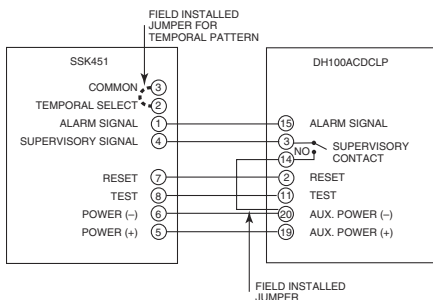 FIELD INSTALLED
JUMPER FOR
TEMPORAL PATTERN
SSK451
DH100ACDCLP
COMMON 3
TEMPORAL SELECT 2
ALARM SIGNAL 1 15 ALARM SIGNAL
SUPERVISORY SIGNAL 4 3 SUPERVISORY
NO CONTACT
14
RESET 7 2 RESET
TEST 8 11 TEST
POWER (–) 6 20 AUX. POWER (–)
POWER (+) 5 19 AUX. POWER (+)
FIELD INSTALLED
JUMPER